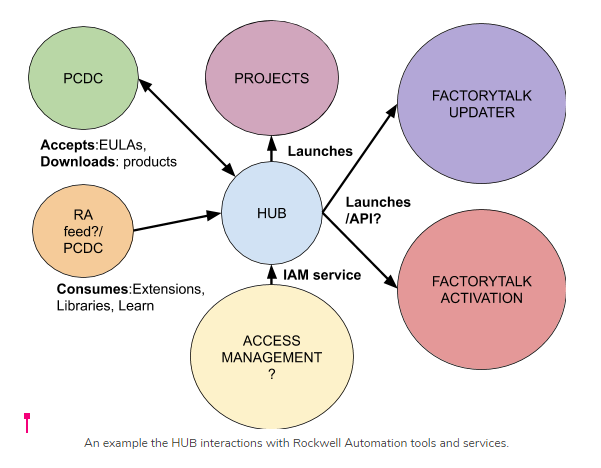 PCDC
PROJECTS
FACTORYTALK
UPDATER
Accepts:EULAs,
Downloads: products
Launches
RA
feed?/
PCDC
HUB
Launches
/API?
Consumes:Extensions,
Libraries, Learn
IAM service
FACTORYTALK
ACTIVATION
ACCESS
MANAGEMENT
?
An example the HUB interactions with Rockwell Automation tools and services.